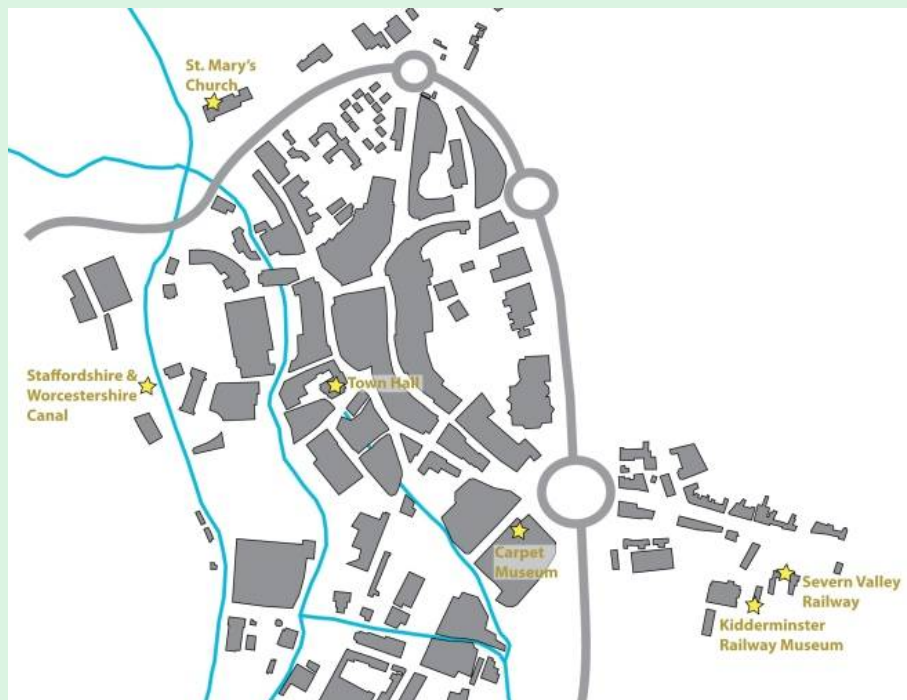 St. Mary's
Church
Staffordshire &
Worcestershire
Canal
Town Hall
Carpet
Museum
Severn Valley
Railway
Kidderminster
Railway Museum